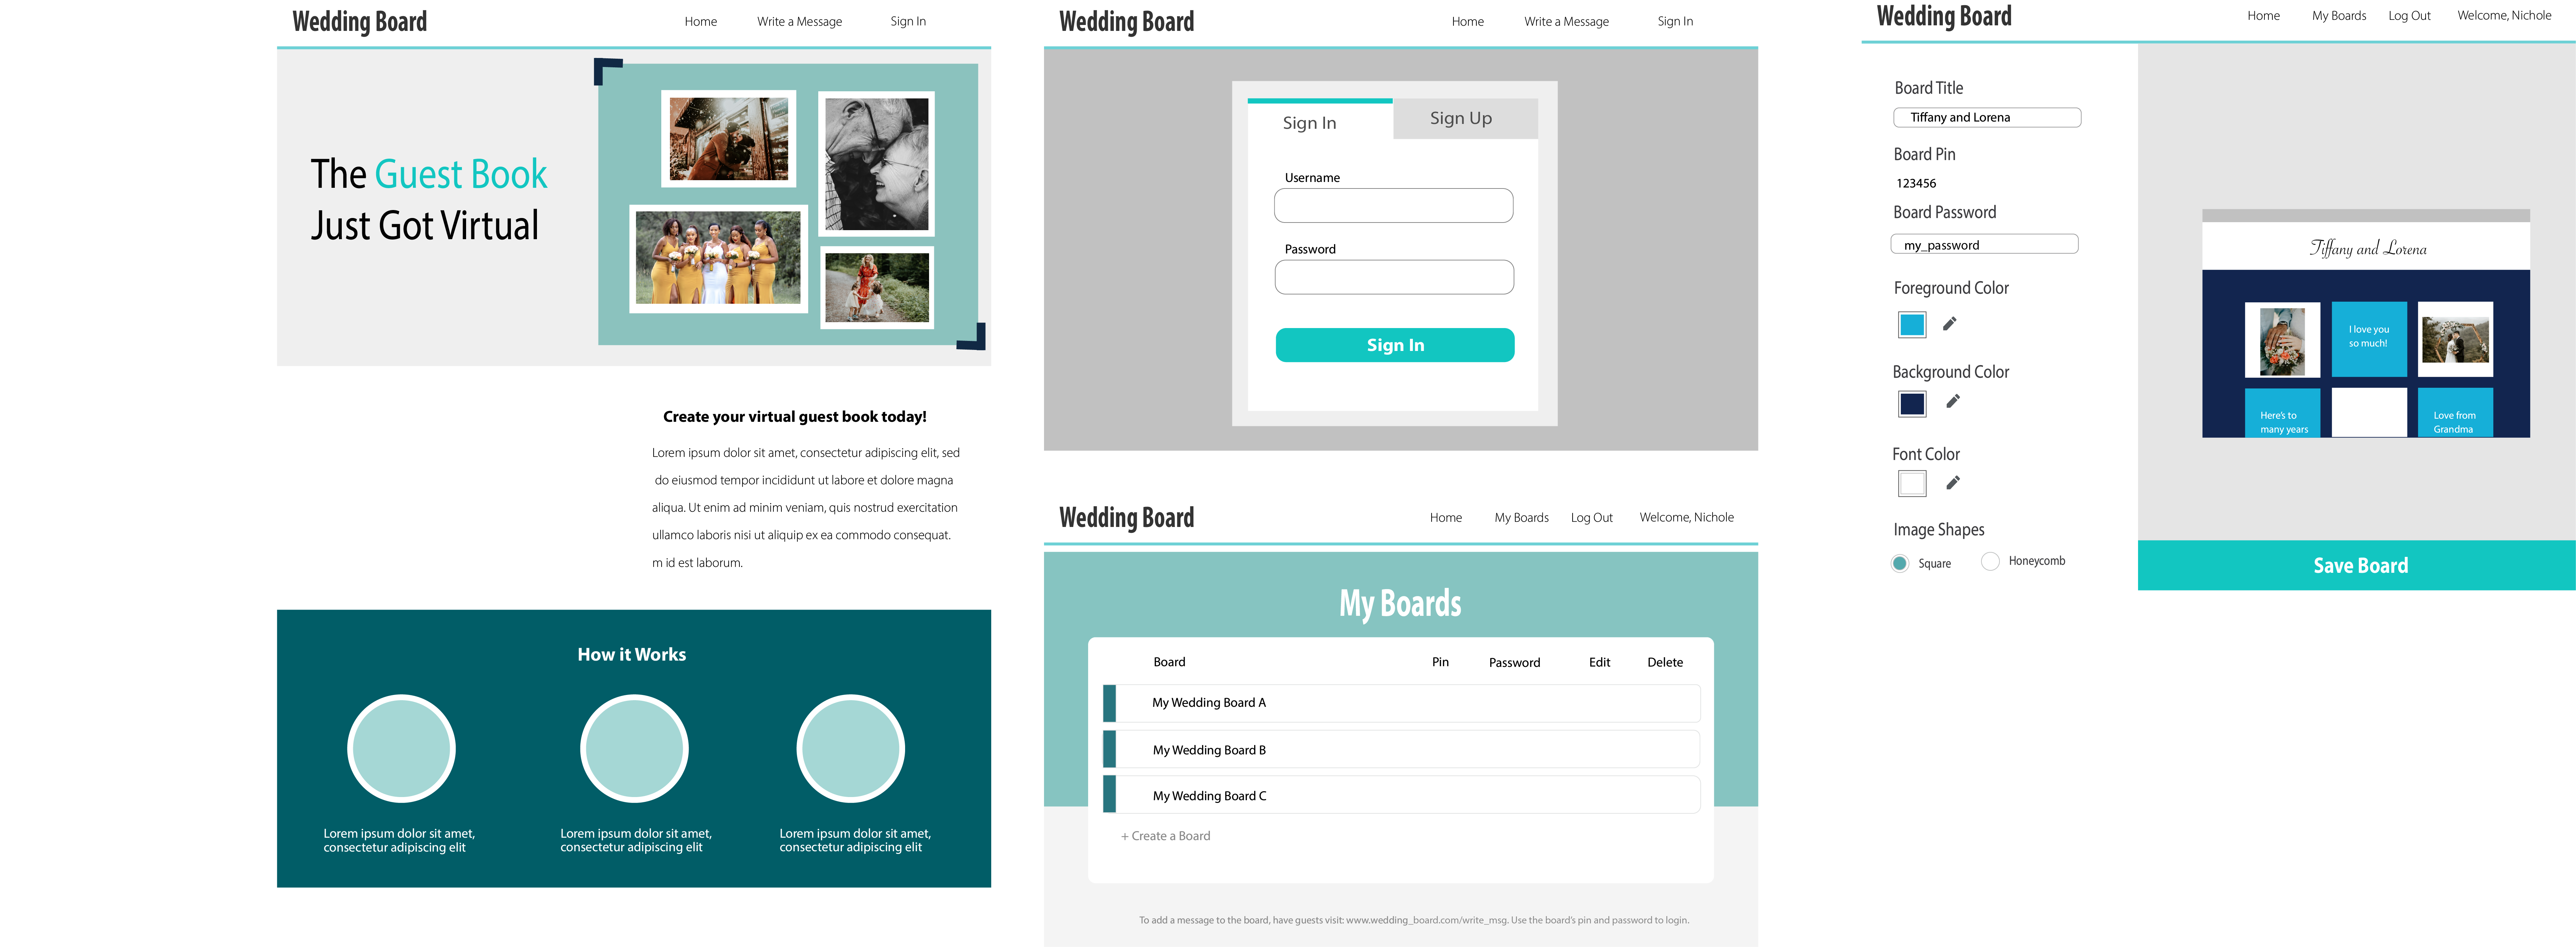 Wedding Board
Home Write a Message Sign In
The Guest Book
Just Got Virtual
Create your virtual guest book today!
Lorem ipsum dolor sit amet, consectetur adipiscing elit, sed
do eiusmod tempor incididunt ut labore et dolore magna
aliqua. Ut enim ad minim veniam, quis nostrud exercitation
ullamco laboris nisi ut aliquip ex ea commodo consequat.
m id est laborum.
How it Works
Lorem ipsum dolor sit amet,
consectetur adipiscing elit
Lorem ipsum dolor sit amet,
consectetur adipiscing elit
Lorem ipsum dolor sit amet,
consectetur adipiscing elit
Wedding Board
Home Write a Message Sign In
Sign In
Sign Up
Username
Password
Sign In
Wedding Board
Home My Boards Log Out Welcome, Nichole
My Boards
Board Pin Password Edit Delete
My Wedding Board A
My Wedding Board B
My Wedding Board C
+ Create a Board
To add a message to the board, have guests visit: www.wedding_board.com/write_msg. Use the board's pin and password to login.
Wedding Board
Home My Boards Log Out Welcome, Nichole
Board Title
Tiffany and Lorena
Board Pin
123456
Board Password
my_password
Foreground Color
Background Color
Font Color
Image Shapes
Square Honeycomb
Tiffany and Lorena
I love you
so much!
Here's to
many years
Love from
Grandma
Save Board